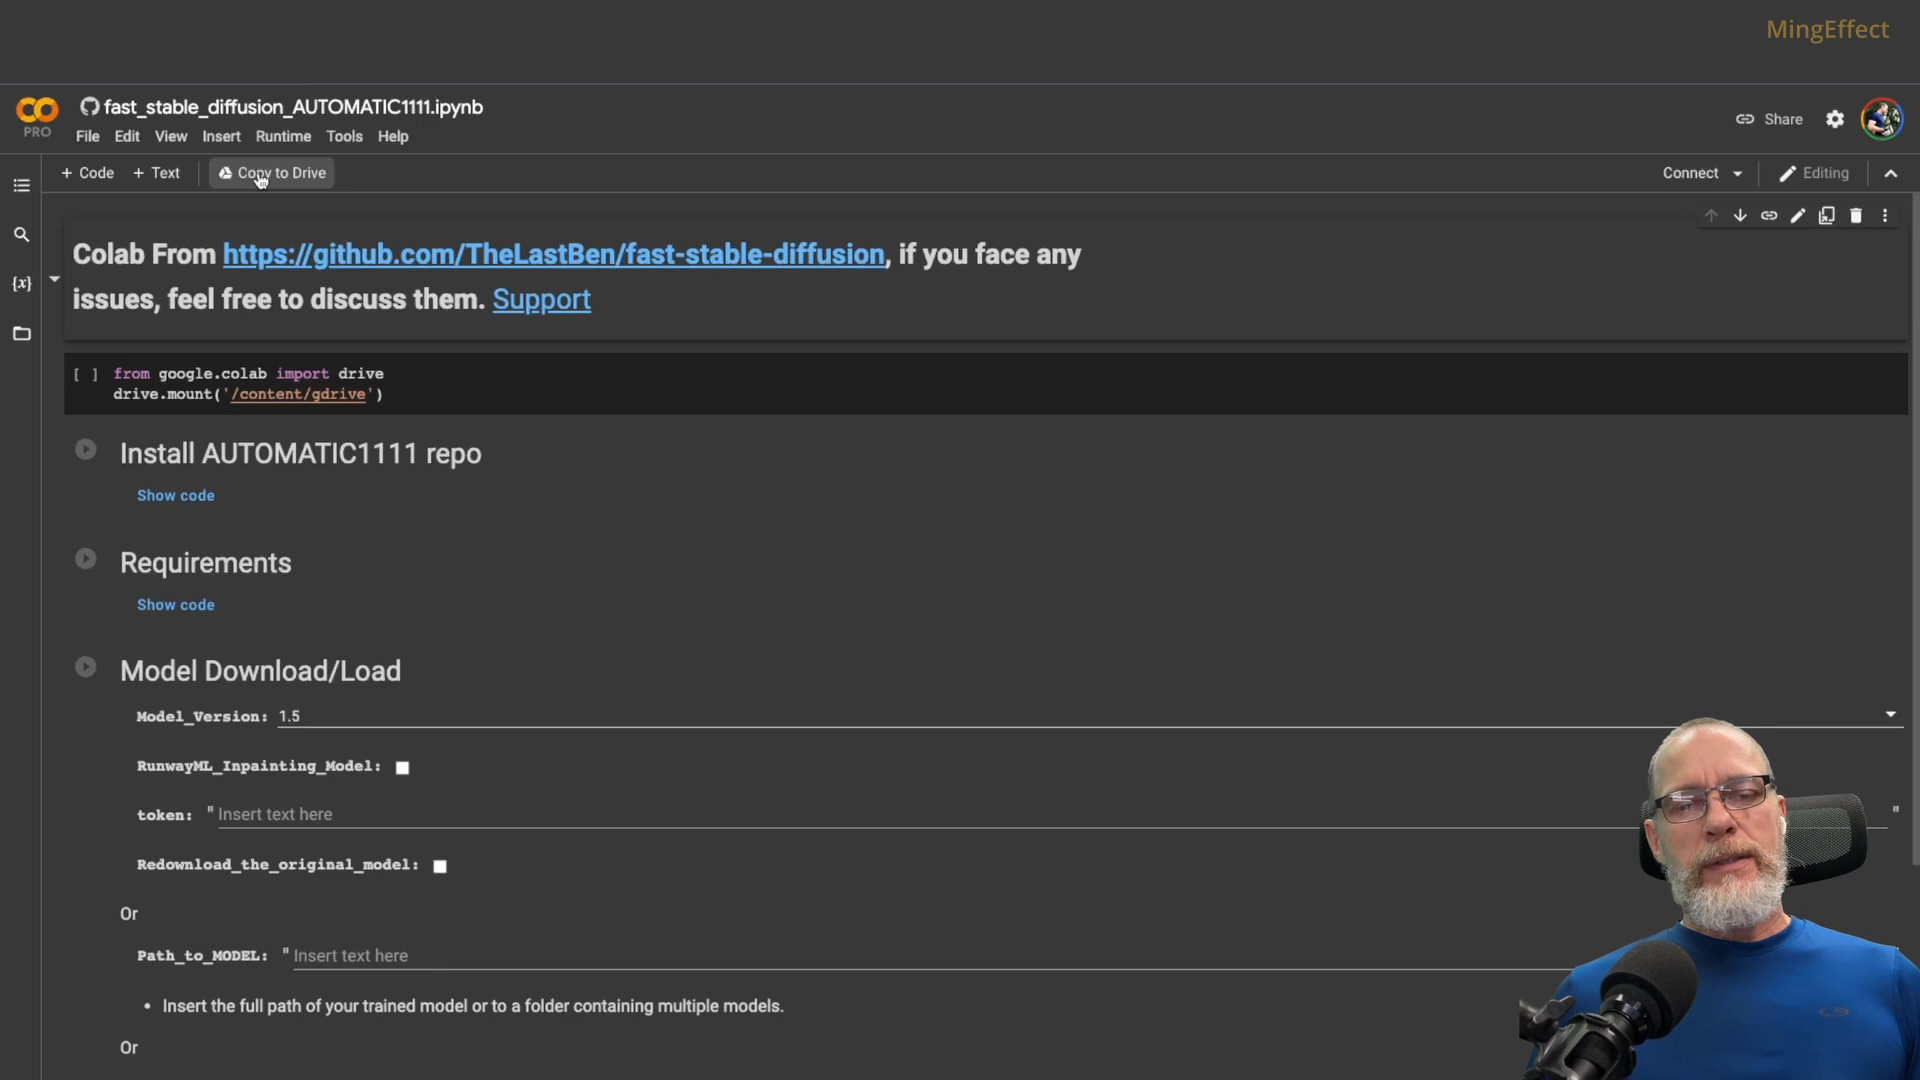 MingEffect
fast_stable_diffusion_AUTOMATIC1111.ipynb
PRO
File Edit View Insert Runtime Tools Help
Share
+ Code + Text Copy to Drive
Connect Editing
Colab From https://github.com/TheLastBen/fast-stable-diffusion, if you face any
issues, feel free to discuss them. Support
{x}
[ ] from google.colab import drive
drive.mount('/content/gdrive')
Install AUTOMATIC1111 repo
Show code
Requirements
Show code
Model Download/Load
Model_Version: 1.5
RunwayML_Inpainting_Model:
token: " Insert text here "
Redownload_the_original_model:
Or
Path_to_MODEL: " Insert text here
• Insert the full path of your trained model or to a folder containing multiple models.
Or